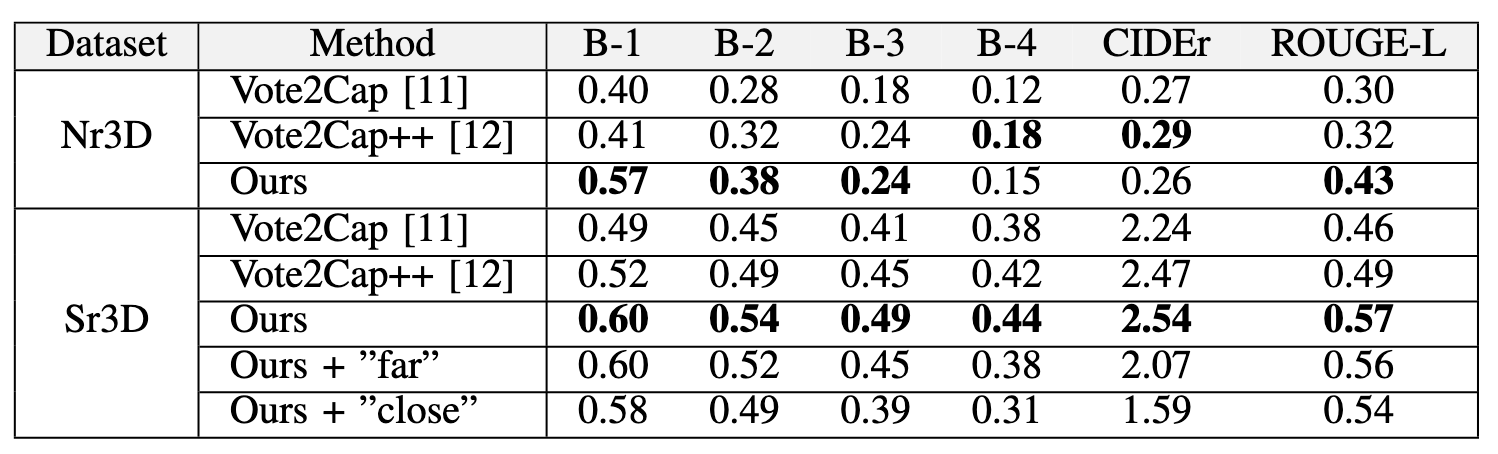 Dataset Method B-1 B-2 B-3 B-4 CIDEr ROUGE-L
Vote2Cap [11] 0.40 0.28 0.18 0.12 0.27 0.30
Nr3D Vote2Cap++ [12] 0.41 0.32 0.24 0.18 0.29 0.32
Ours 0.57 0.38 0.24 0.15 0.26 0.43
Vote2Cap [11] 0.49 0.45 0.41 0.38 2.24 0.46
Vote2Cap++ [12] 0.52 0.49 0.45 0.42 2.47 0.49
Sr3D Ours 0.60 0.54 0.49 0.44 2.54 0.57
Ours + ”far” 0.60 0.52 0.45 0.38 2.07 0.56
Ours + ”close” 0.58 0.49 0.39 0.31 1.59 0.54